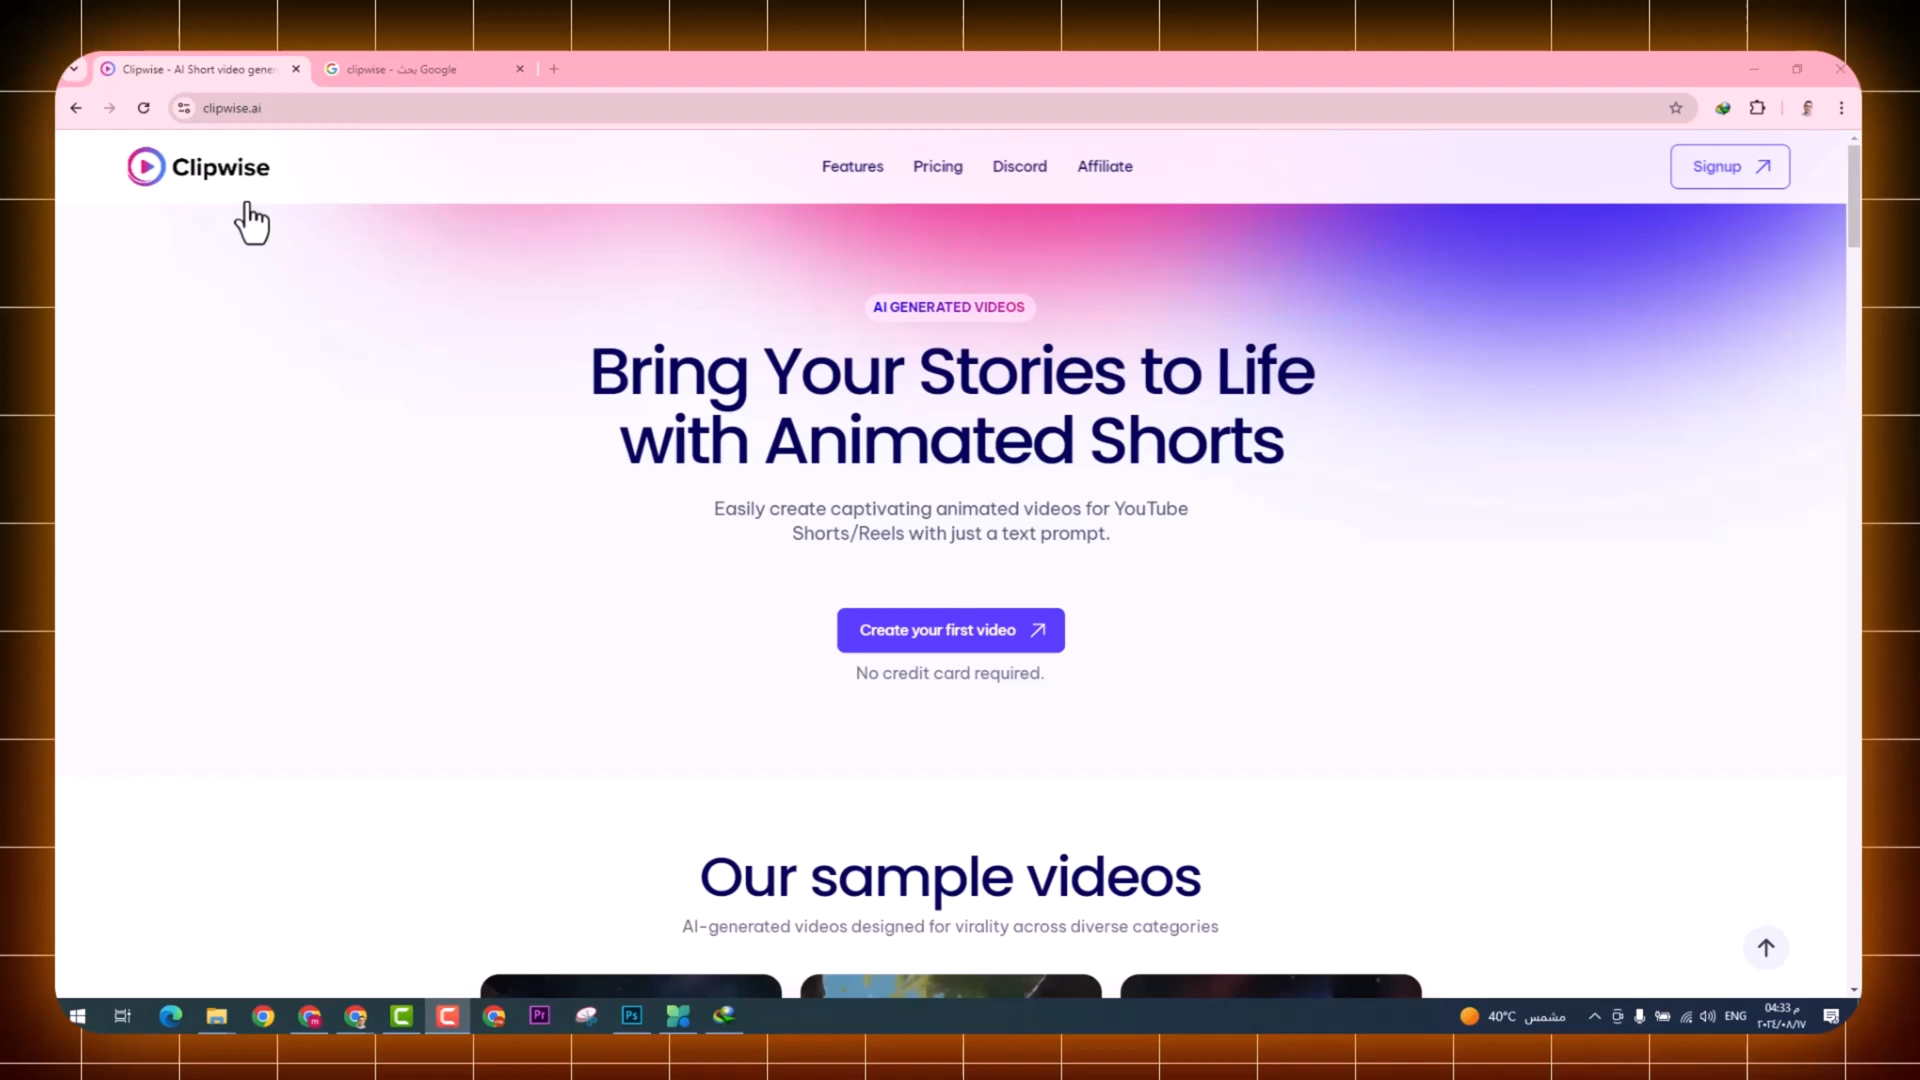 Clipwise - AI Short video gener
clipwise - بحث Google
clipwise.ai
Clipwise
Features
Pricing
Discord
Affiliate
Signup
AI GENERATED VIDEOS
Bring Your Stories to Life
with Animated Shorts
Easily create captivating animated videos for YouTube
Shorts/Reels with just a text prompt.
Create your first video
No credit card required.
Our sample videos
AI-generated videos designed for virality across diverse categories
Pr
Ps
40°C مشمس
ENG
04:33 م
٢٠٢٤/٠٨/١٧